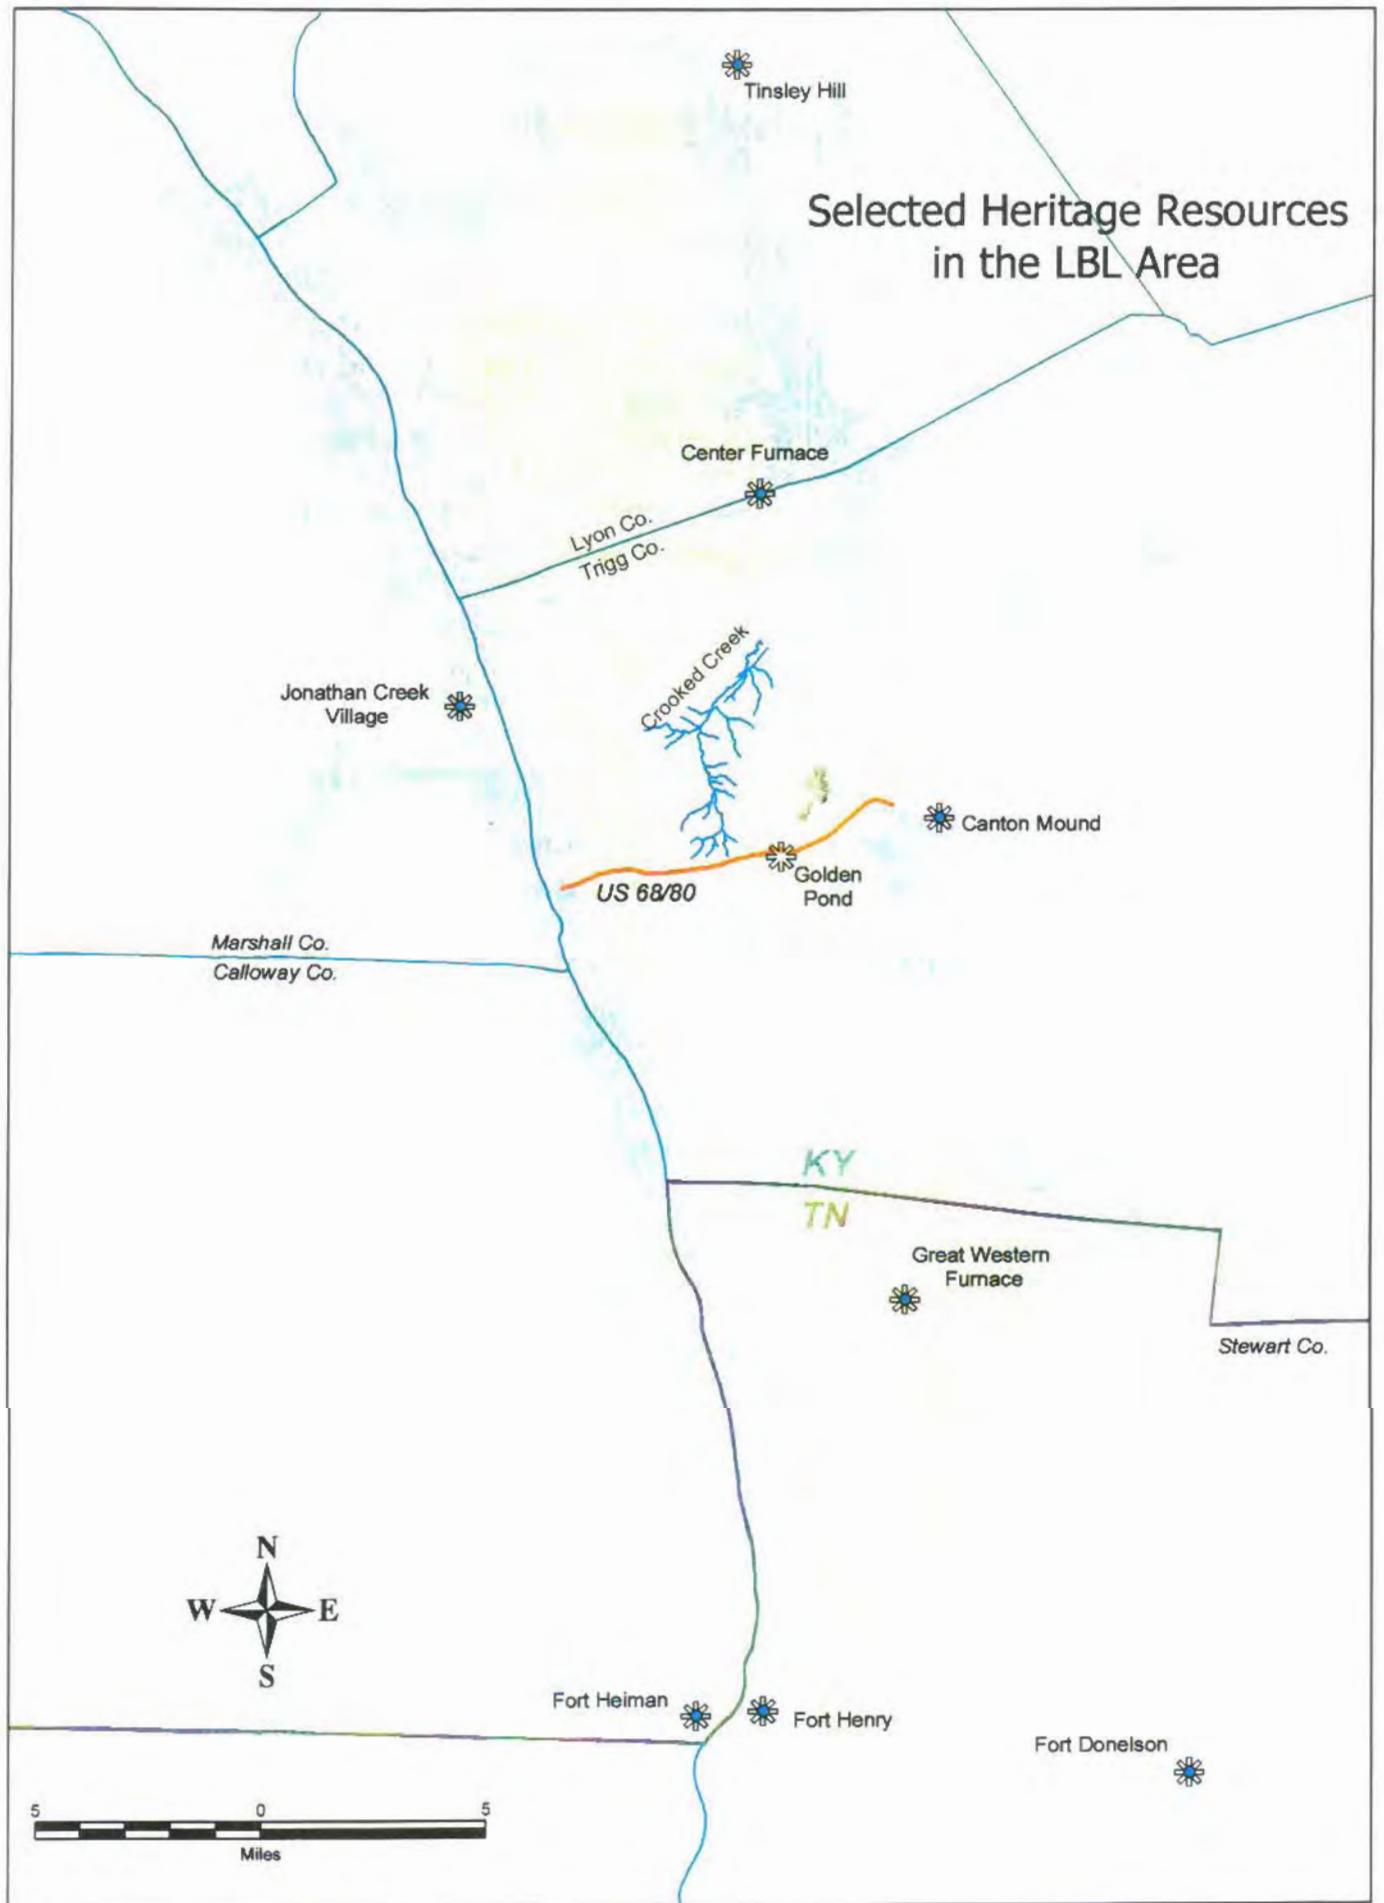 Tinsley Hill
Selected Heritage Resources
in the LBL Area
Center Furnace
Lyon Co.
Trigg Co.
Crooked Creek
Jonathan Creek
Village
Canton Mound
Golden
Pond
US 68/80
Marshall Co.
Calloway Co.
KY
TN
Great Western
Furnace
Stewart Co.
N
W
E
S
Fort Heiman
Fort Henry
Fort Donelson
5
0
5
Miles